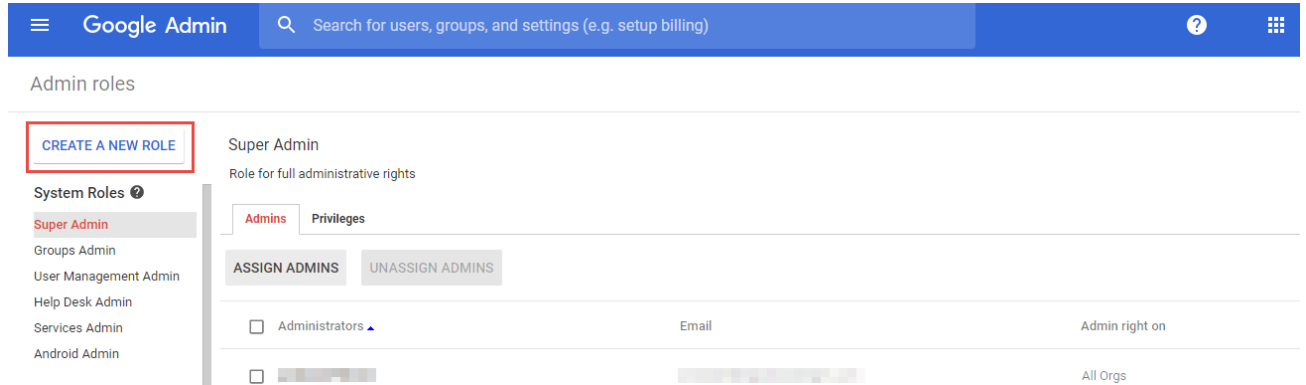 Google Admin
Search for users, groups, and settings (e.g. setup billing)
Admin roles
CREATE A NEW ROLE
System Roles
Super Admin
Groups Admin
User Management Admin
Help Desk Admin
Services Admin
Android Admin
Super Admin
Role for full administrative rights
Admins Privileges
ASSIGN ADMINS UNASSIGN ADMINS
Administrators Email Admin right on
All Orgs